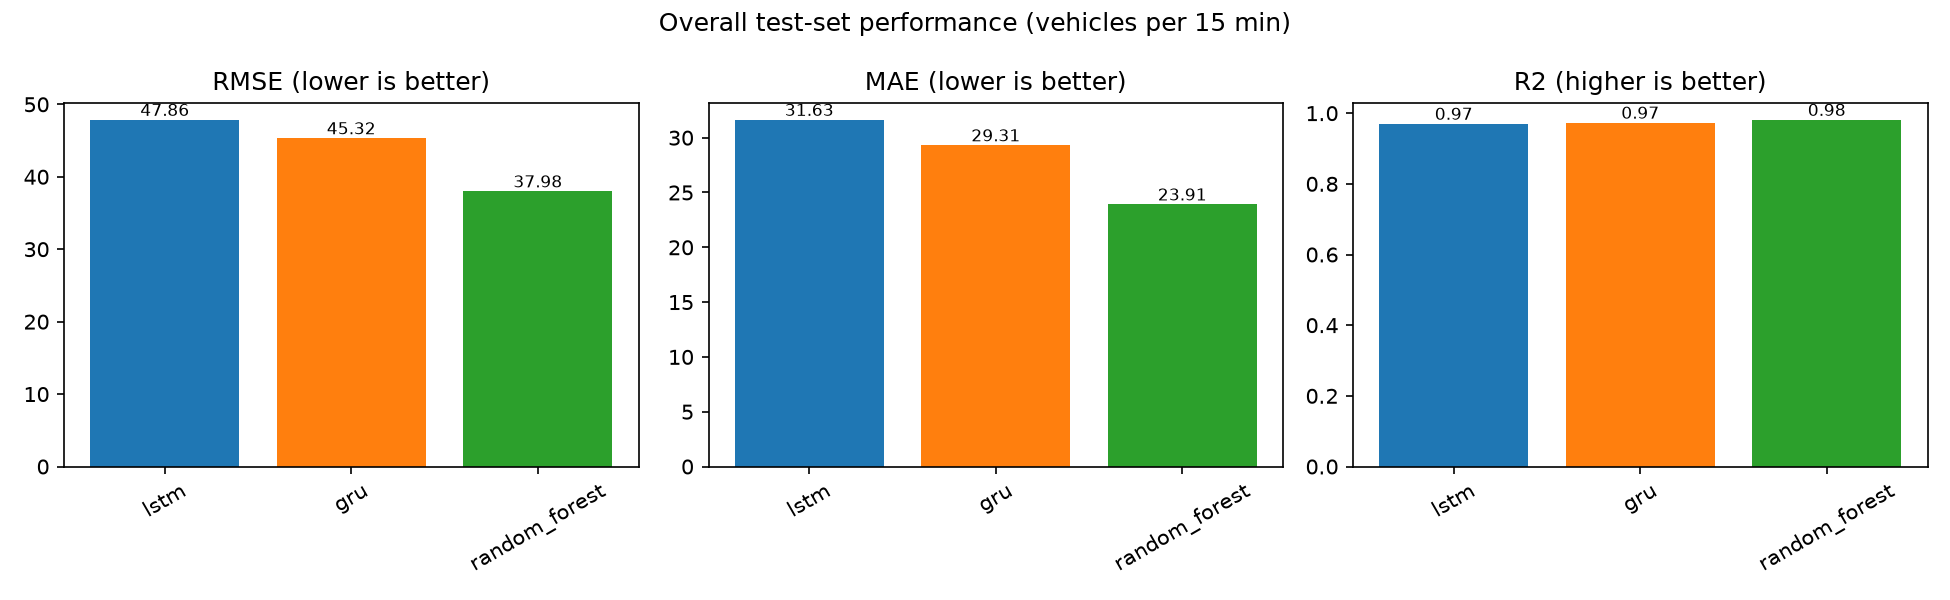 Overall test-set performance (vehicles per 15 min)
RMSE (lower is better)
50
40
30
20
10
0
47.86
45.32
37.98
lstm
gru
random_forest
MAE (lower is better)
30
25
20
15
10
5
0
31.63
29.31
23.91
lstm
gru
random_forest
R2 (higher is better)
1.0
0.8
0.6
0.4
0.2
0.0
0.97
0.97
0.98
lstm
gru
random_forest